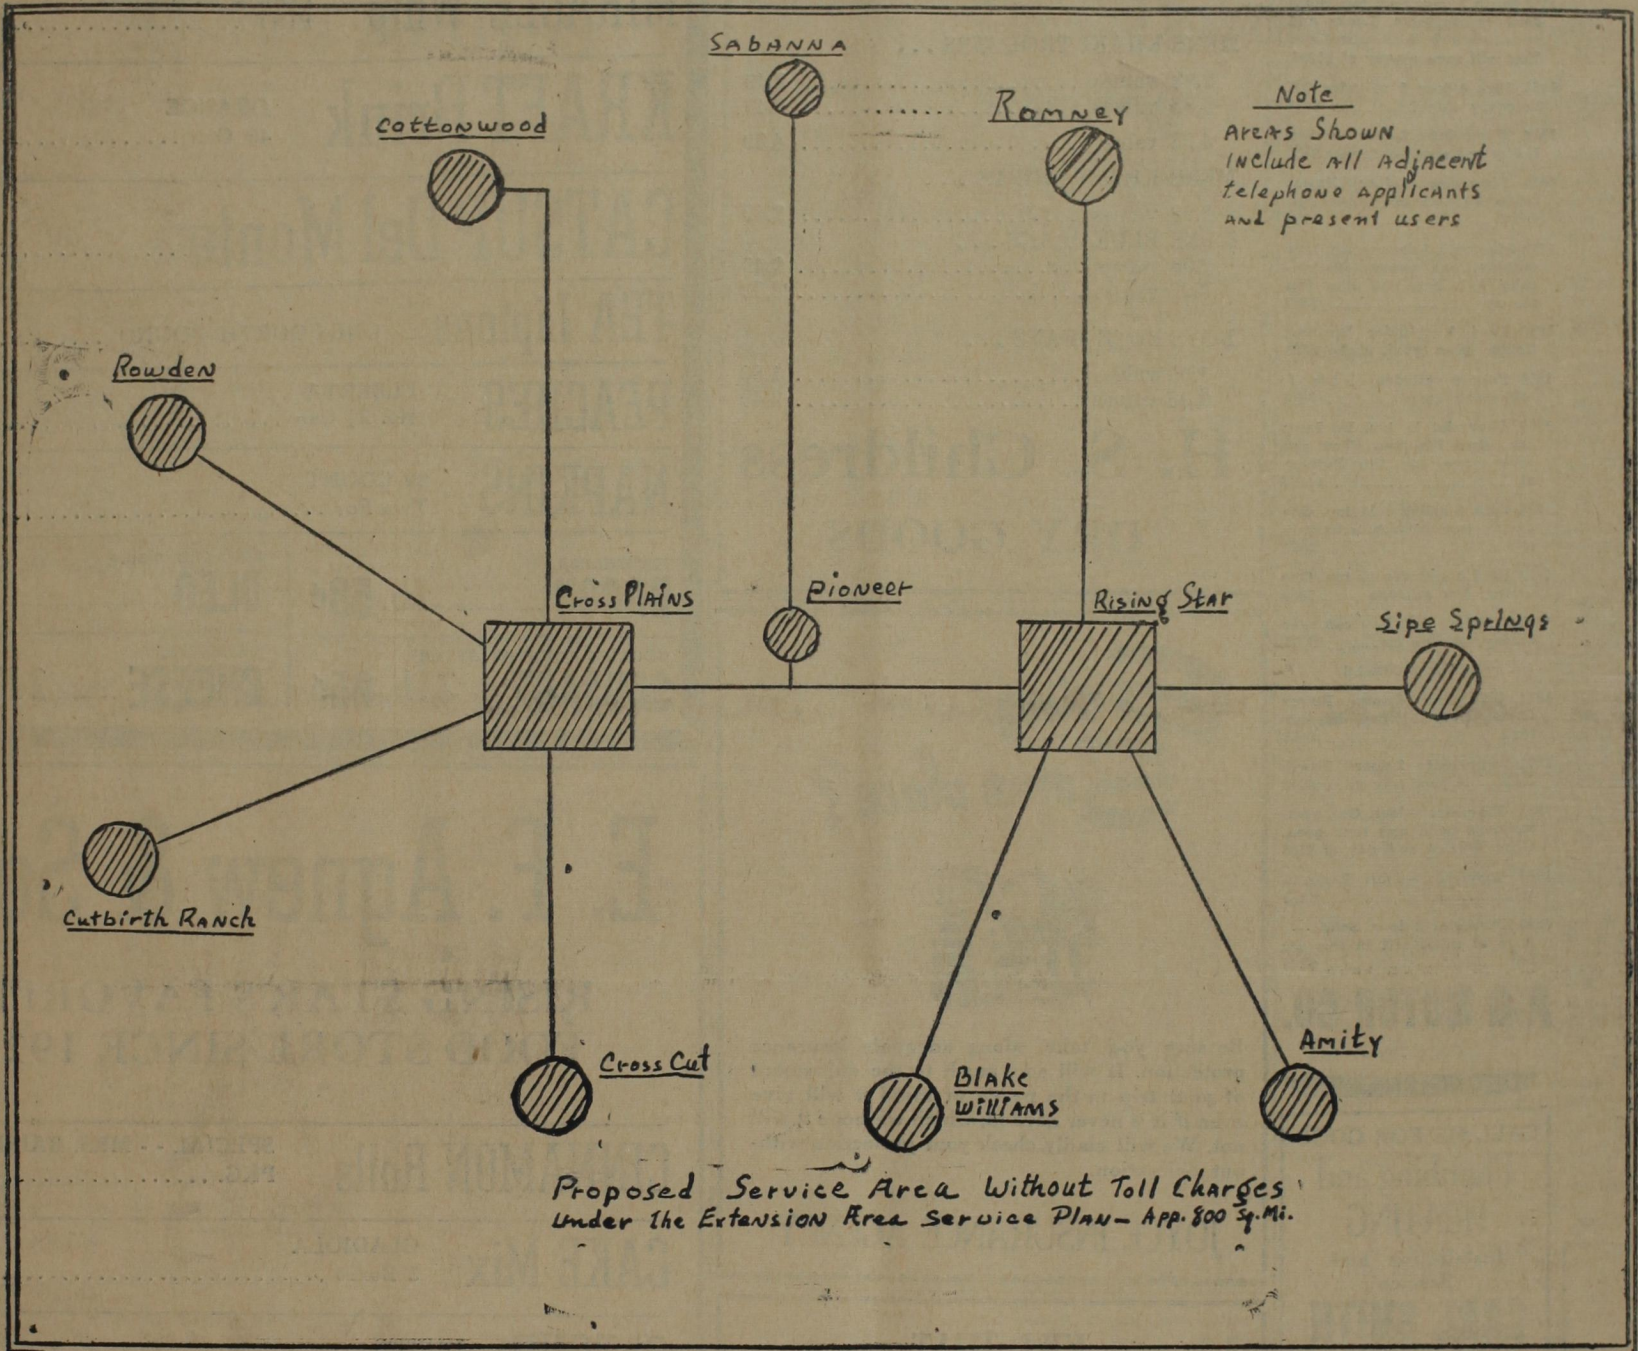 Sabanna
Cottonwood
Romney
Note
Areas Shown
Include All Adjacent
telephone applicants
and present users
Rowden
Cross Plains
Pioneer
Rising Star
Sipe Springs
Cutbirth Ranch
Cross Cut
Blake
Williams
Amity
Proposed Service Area Without Toll Charges
Under the Extension Area Service Plan - App. 800 Sq. Mi.